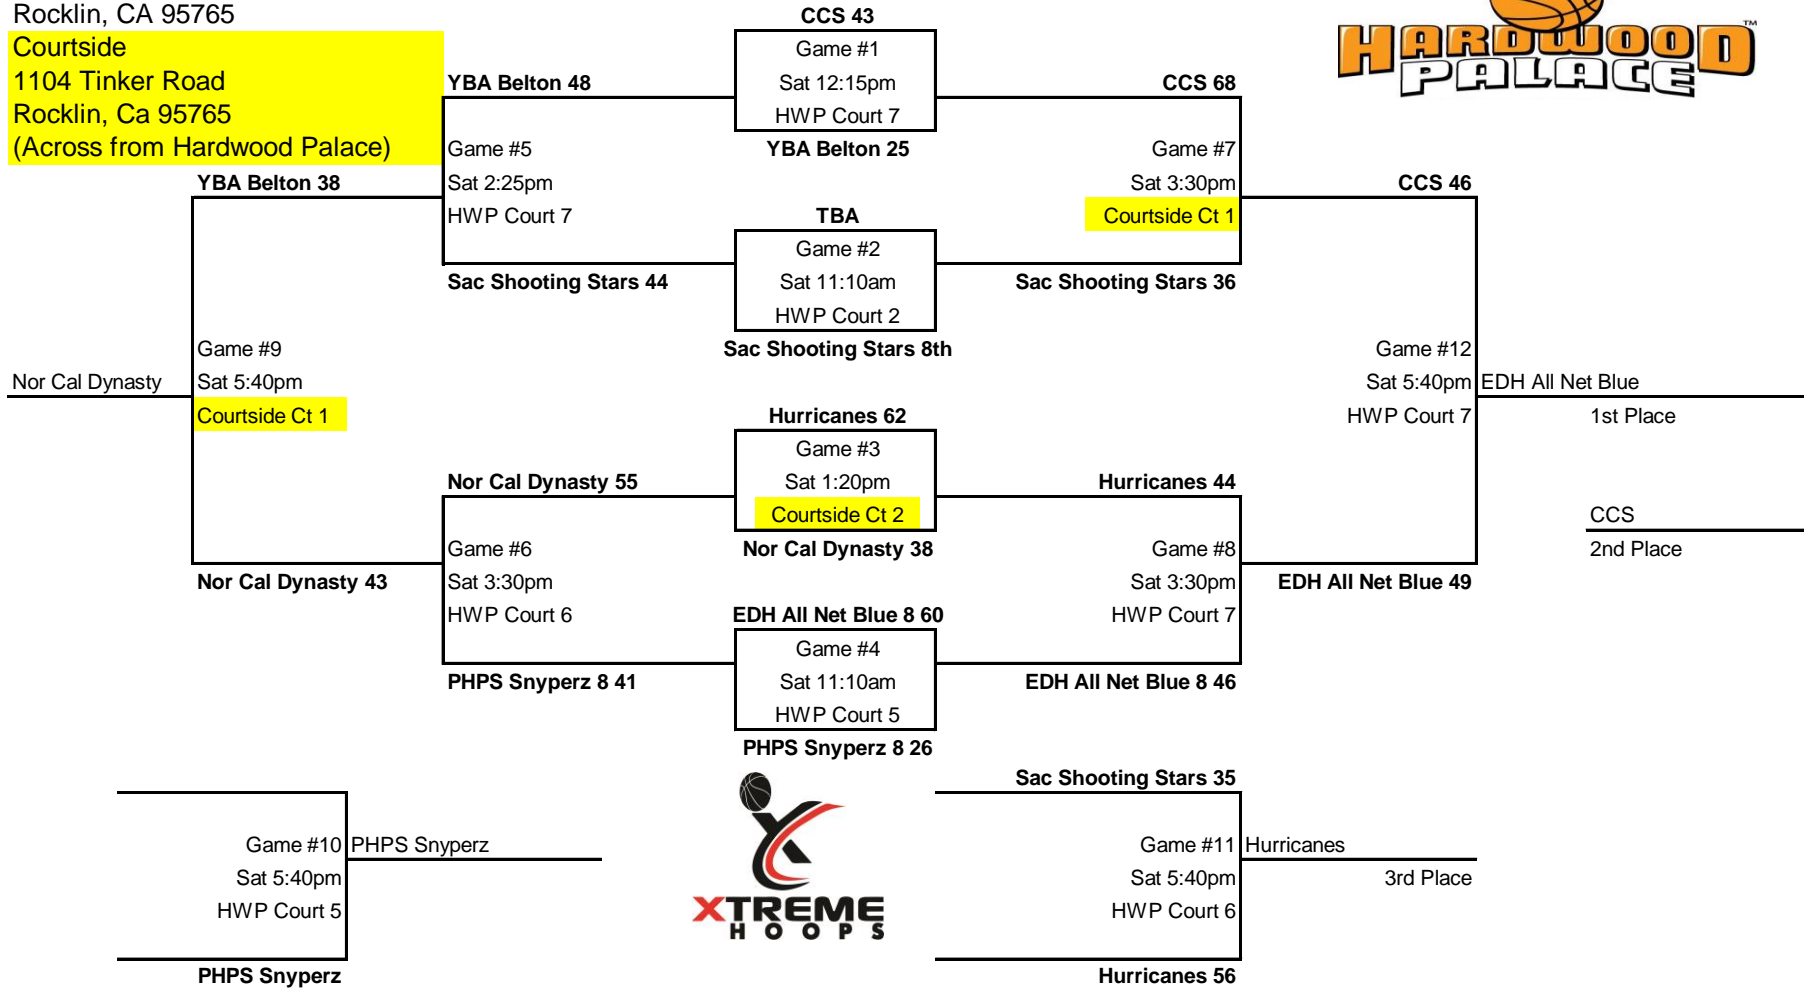 Rocklin, CA 95765
CCS 43
HARDWOOD PALACE™
Courtside
Game #1
1104 Tinker Road
YBA Belton 48
Sat 12:15pm
CCS 68
Rocklin, Ca 95765
HWP Court 7
(Across from Hardwood Palace)
Game #5
YBA Belton 25
Game #7
YBA Belton 38
Sat 2:25pm
Sat 3:30pm
CCS 46
HWP Court 7
TBA
Courtside Ct 1
Game #2
Sac Shooting Stars 44
Sat 11:10am
Sac Shooting Stars 36
HWP Court 2
Game #9
Sac Shooting Stars 8th
Game #12
Nor Cal Dynasty
Sat 5:40pm
Sat 5:40pm
EDH All Net Blue
Courtside Ct 1
Hurricanes 62
HWP Court 7
1st Place
Game #3
Nor Cal Dynasty 55
Sat 1:20pm
Hurricanes 44
Courtside Ct 2
CCS
Game #6
Nor Cal Dynasty 38
Game #8
2nd Place
Nor Cal Dynasty 43
Sat 3:30pm
Sat 3:30pm
EDH All Net Blue 49
HWP Court 6
EDH All Net Blue 8 60
HWP Court 7
Game #4
PHPS Snyperz 8 41
Sat 11:10am
EDH All Net Blue 8 46
HWP Court 5
PHPS Snyperz 8 26
Sac Shooting Stars 35
Game #10
PHPS Snyperz
Game #11
Hurricanes
Sat 5:40pm
Sat 5:40pm
3rd Place
HWP Court 5
XTREME
HOOPS
HWP Court 6
PHPS Snyperz
Hurricanes 56